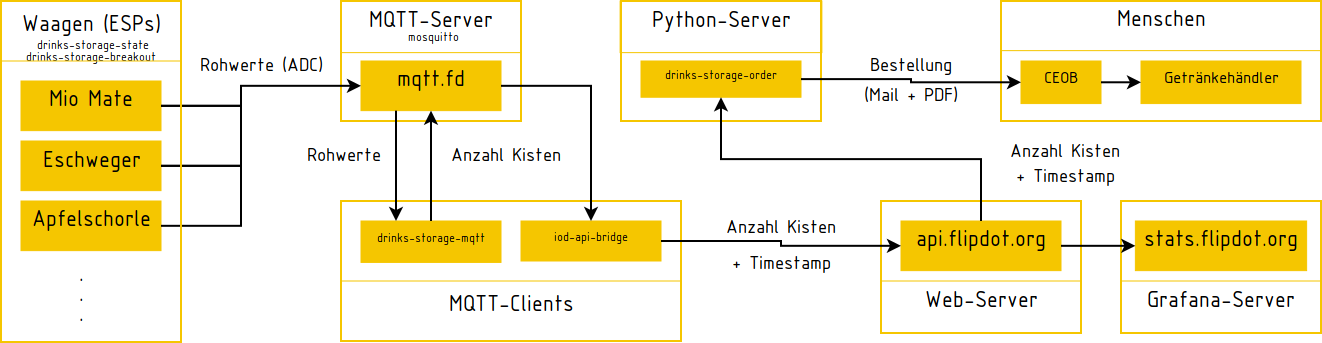 Waagen (ESPs)
drinks-storage-state
drinks-storage-breakout
Mio Mate
Eschweger
Apfelschorle
.
.
.
Rohwerte (ADC)
MQTT-Server
mosquitto
mqtt.fd
Rohwerte
Anzahl Kisten
drinks-storage-mqtt
iod-api-bridge
MQTT-Clients
Python-Server
drinks-storage-order
Bestellung
(Mail + PDF)
Menschen
CEOB
Getränkehändler
Anzahl Kisten
+ Timestamp
Anzahl Kisten
+ Timestamp
api.flipdot.org
Web-Server
stats.flipdot.org
Grafana-Server